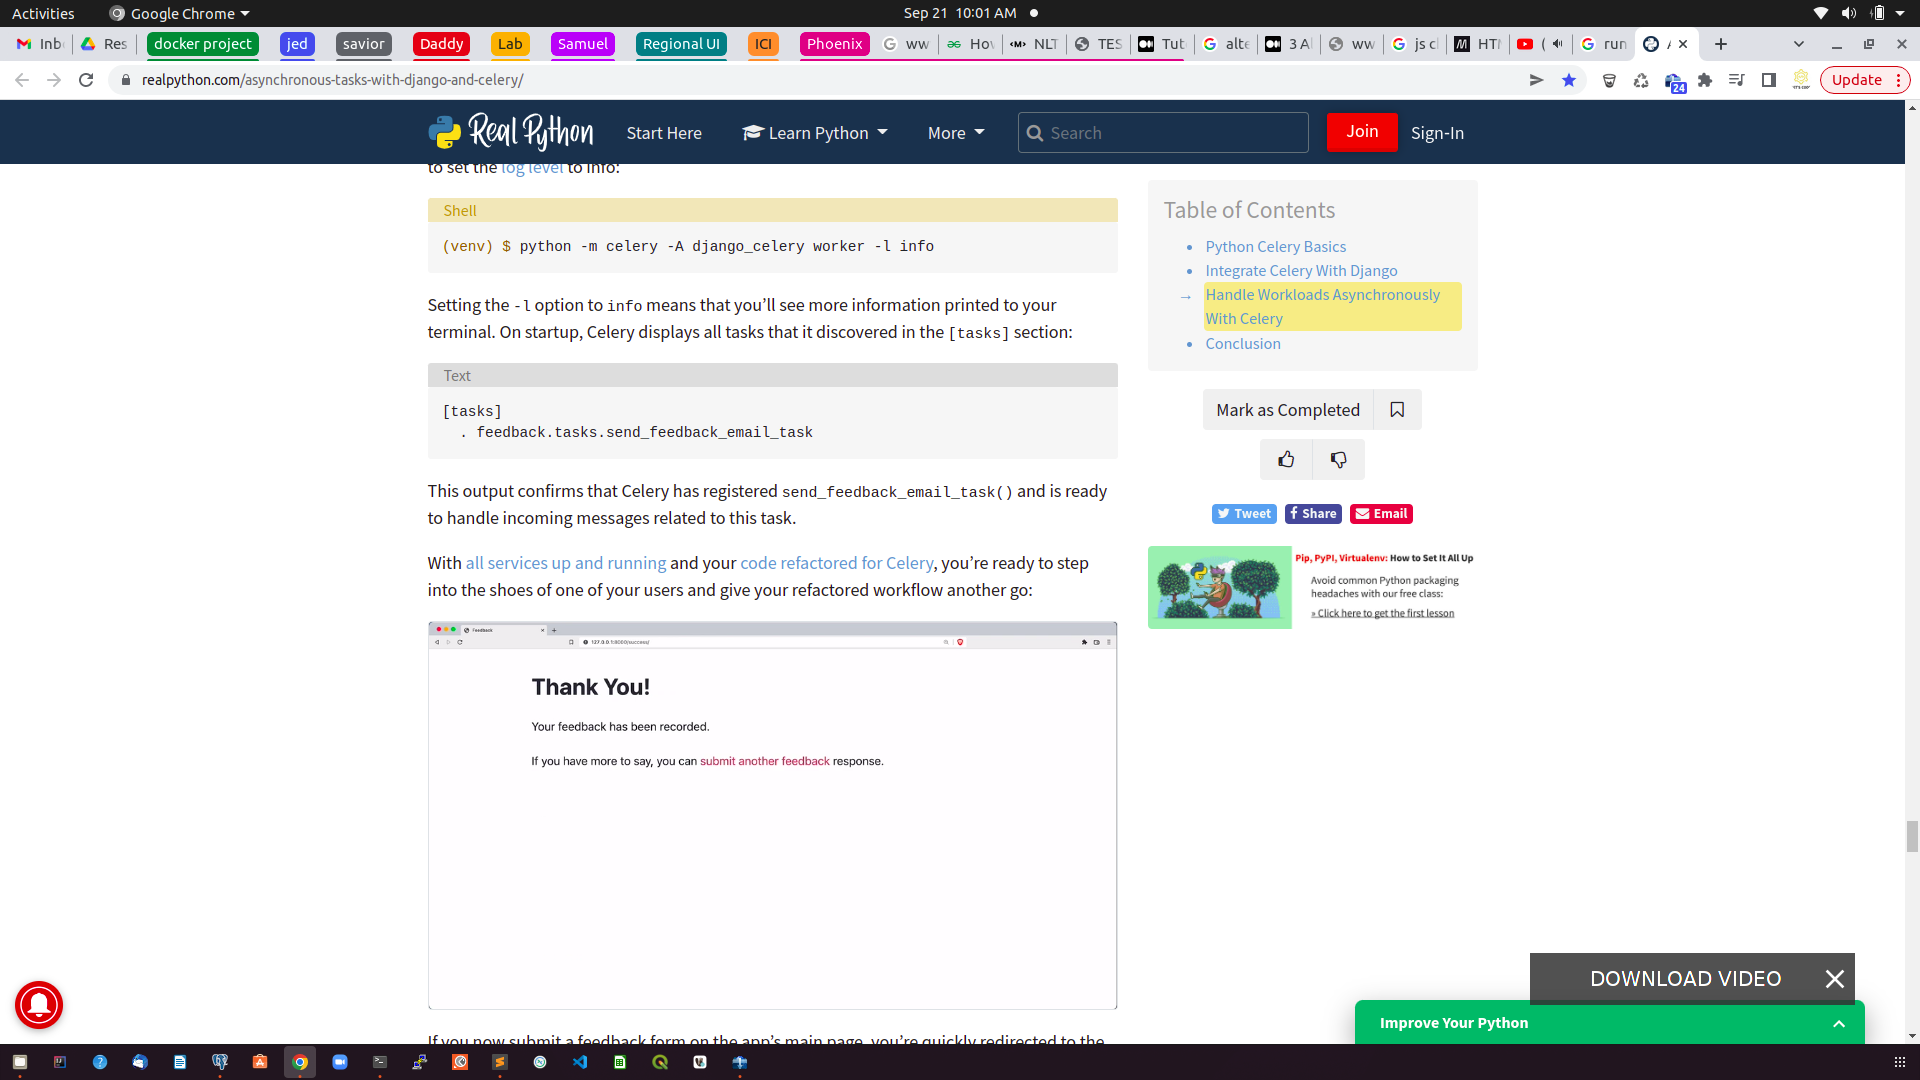 Activities
Google Chrome
Sep 21 10:01 AM
Inb
Res
docker project
jed
savior
Daddy
Lab
Samuel
Regional UI
ICI
Phoenix
ww
Hov
NLT
TES
Tut
alte
3 A
ww
js c
HTM
(
run
realpython.com/asynchronous-tasks-with-django-and-celery/
24
Update
Real Python
Start Here
Learn Python
More
Search
Join
Sign-In
to set the log level to info:
Shell
(venv) $ python -m celery -A django_celery worker -l info
Setting the -l option to info means that you’ll see more information printed to your
terminal. On startup, Celery displays all tasks that it discovered in the [tasks] section:
Text
[tasks]
. feedback.tasks.send_feedback_email_task
This output confirms that Celery has registered send_feedback_email_task() and is ready
to handle incoming messages related to this task.
With all services up and running and your code refactored for Celery, you’re ready to step
into the shoes of one of your users and give your refactored workflow another go:
Feedback
127.0.0.1:8000/success/
Thank You!
Your feedback has been recorded.
If you have more to say, you can submit another feedback response.
If you now submit a feedback form on the app’s main page, you’re quickly redirected to the
Table of Contents
Python Celery Basics
Integrate Celery With Django
→ Handle Workloads Asynchronously
With Celery
Conclusion
Mark as Completed
Tweet
Share
Email
Pip, PyPI, Virtualenv: How to Set It All Up
Avoid common Python packaging
headaches with our free class:
» Click here to get the first lesson
DOWNLOAD VIDEO
Improve Your Python